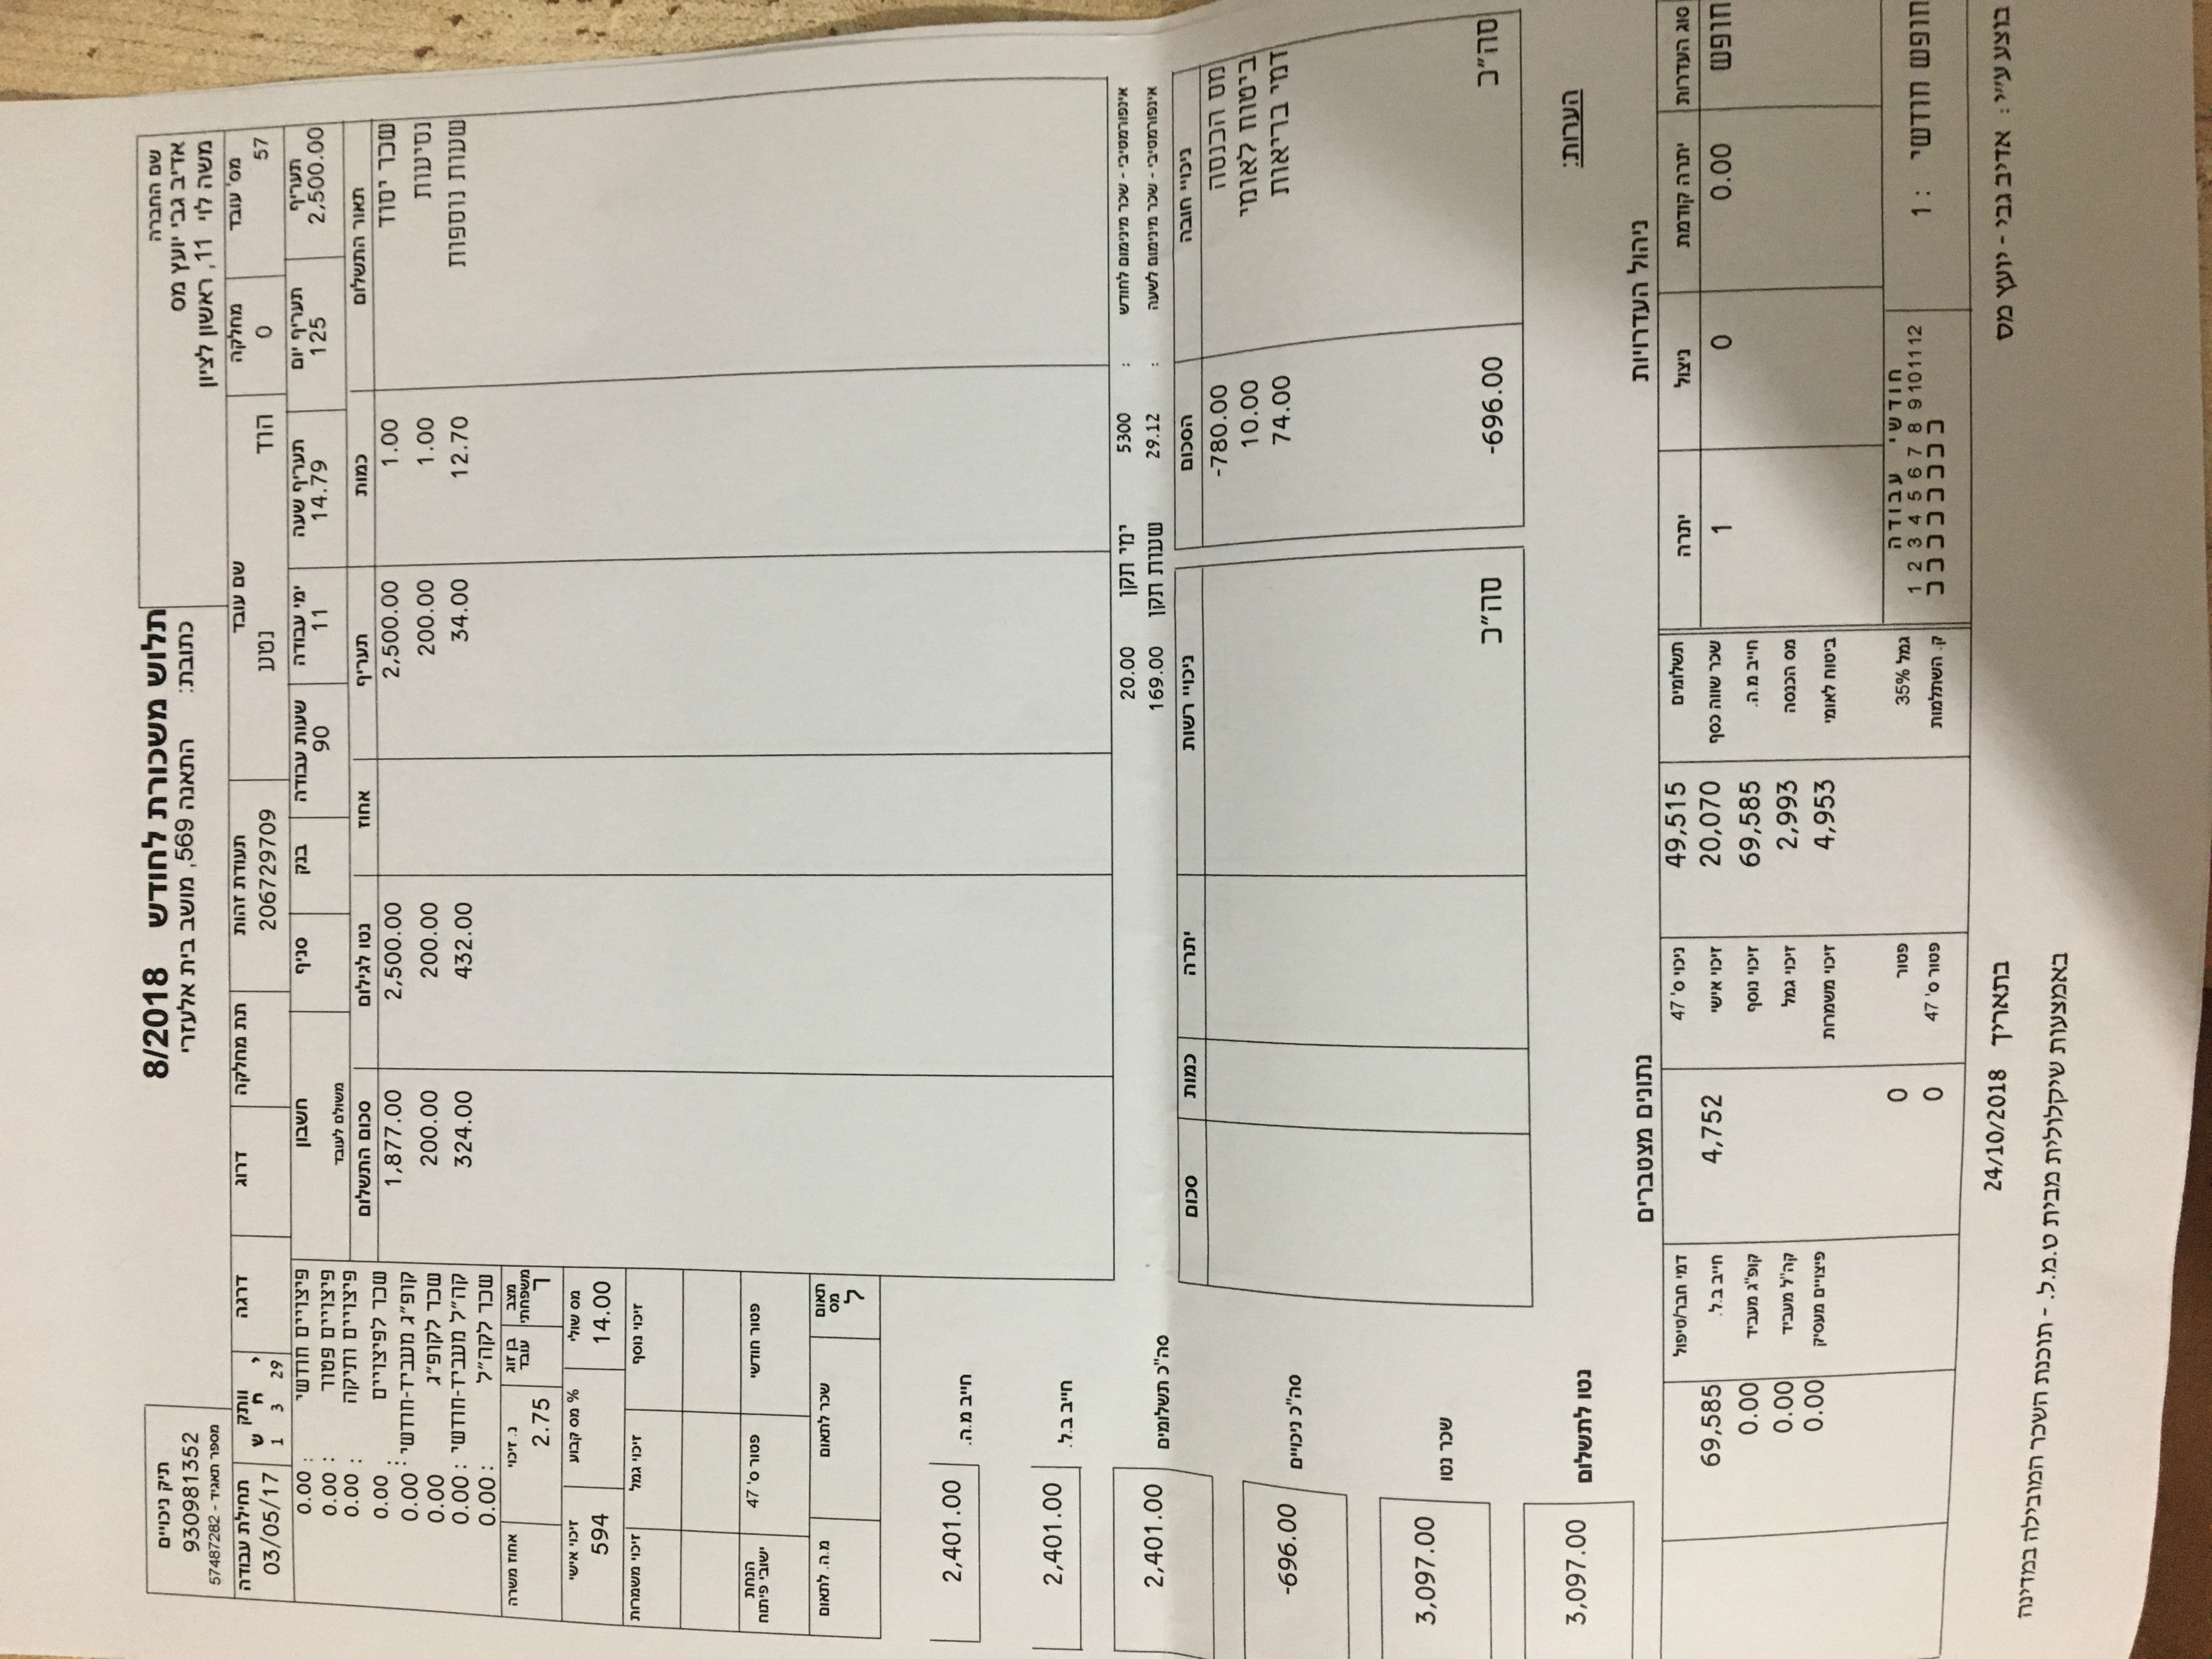 תלוש משכורת לחודש 8/2018
כתובת: התאנה 569, מושב בית אלעזרי
שם החברה
אדיב גבי יועץ מס
משה לוי 11, ראשון לציון
תיק ניכויים
930981352
מספר תאגיד - 57487282
מס' עובד מחלקה שם עובד תעודת זהות תת מחלקה דרוג דרגה וותק תחילת עבודה
י ח ש
57 0 הוד נטע 206729709 29 3 1 03/05/17
תעריף תעריף יום תעריף שעה ימי עבודה שעות עבודה בנק סניף חשבון
2,500.00 125 14.79 11 90
משולם לעובד
תאור התשלום כמות תעריף אחוז נטו לגילום סכום התשלום
שכר יסוד 1.00 2,500.00 2,500.00 1,877.00
נסיעות 1.00 200.00 200.00 200.00
שעות נוספות 12.70 34.00 432.00 324.00
פיצויים חודשי : 0.00
פיצויים פטור : 0.00
פיצויים ותיקה : 0.00
שכר לפיצויים : 0.00
קופ״ג מעביד-חודשי : 0.00
שכר לקופ״ג 0.00
קה״ל מעביד-חודשי : 0.00
שכר לקה״ל : 0.00
מצב משפחתי בן זוג עובד נ. זיכוי אחוז משרה
ר 2.75
מס שולי % מס קבוע זיכוי אישי
14.00 594
זיכוי נוסף זיכוי גמל זיכוי משמרות
פטור חודשי פטור ס' 47 הנחת ישובי פיתוח
תאום מס שכר לתאום מ.ה. לתאום
ל
חייב מ.ה. 2,401.00
חייב ב.ל. 2,401.00
סה"כ תשלומים 2,401.00
סה"כ ניכויים -696.00
שכר נטו 3,097.00
נטו לתשלום 3,097.00
אינפורמטיבי - שכר מינימום לחודש : 5300 ימי תקן 20.00
אינפורמטיבי - שכר מינימום לשעה : 29.12 שעות תקן 169.00
ניכויי חובה הסכום ניכויי רשות יתרה כמות סכום
מס הכנסה -780.00
ביטוח לאומי 10.00
דמי בריאות 74.00
סה״כ -696.00 סה״כ
הערות:
ניהול העדרויות
סוג העדרות יתרה קודמת ניצול יתרה
חופש 0.00 0 1
חופש חודשי : 1
חודשי עבודה
1 2 3 4 5 6 7 8 9 10 11 12
כ כ כ כ כ כ כ כ
נתונים מצטברים
תשלומים 49,515 ניכוי ס' 47 דמי חבר/טיפול
שכר שווה כסף 20,070 זיכוי אישי 4,752 חייב ב.ל. 69,585
חייב מ.ה. 69,585 זיכוי נוסף קופ"ג מעביד 0.00
מס הכנסה 2,993 זיכוי גמל קה"ל מעביד 0.00
ביטוח לאומי 4,953 זיכוי משמרות פיצויים מעסיק 0.00
גמל 35% פטור 0
ק. השתלמות פטור ס' 47 0
בוצע ע״י: אדיב גבי - יועץ מס בתאריך 24/10/2018
באמצעות שיקלולית מבית ט.מ.ל. - תוכנת השכר המובילה במדינה